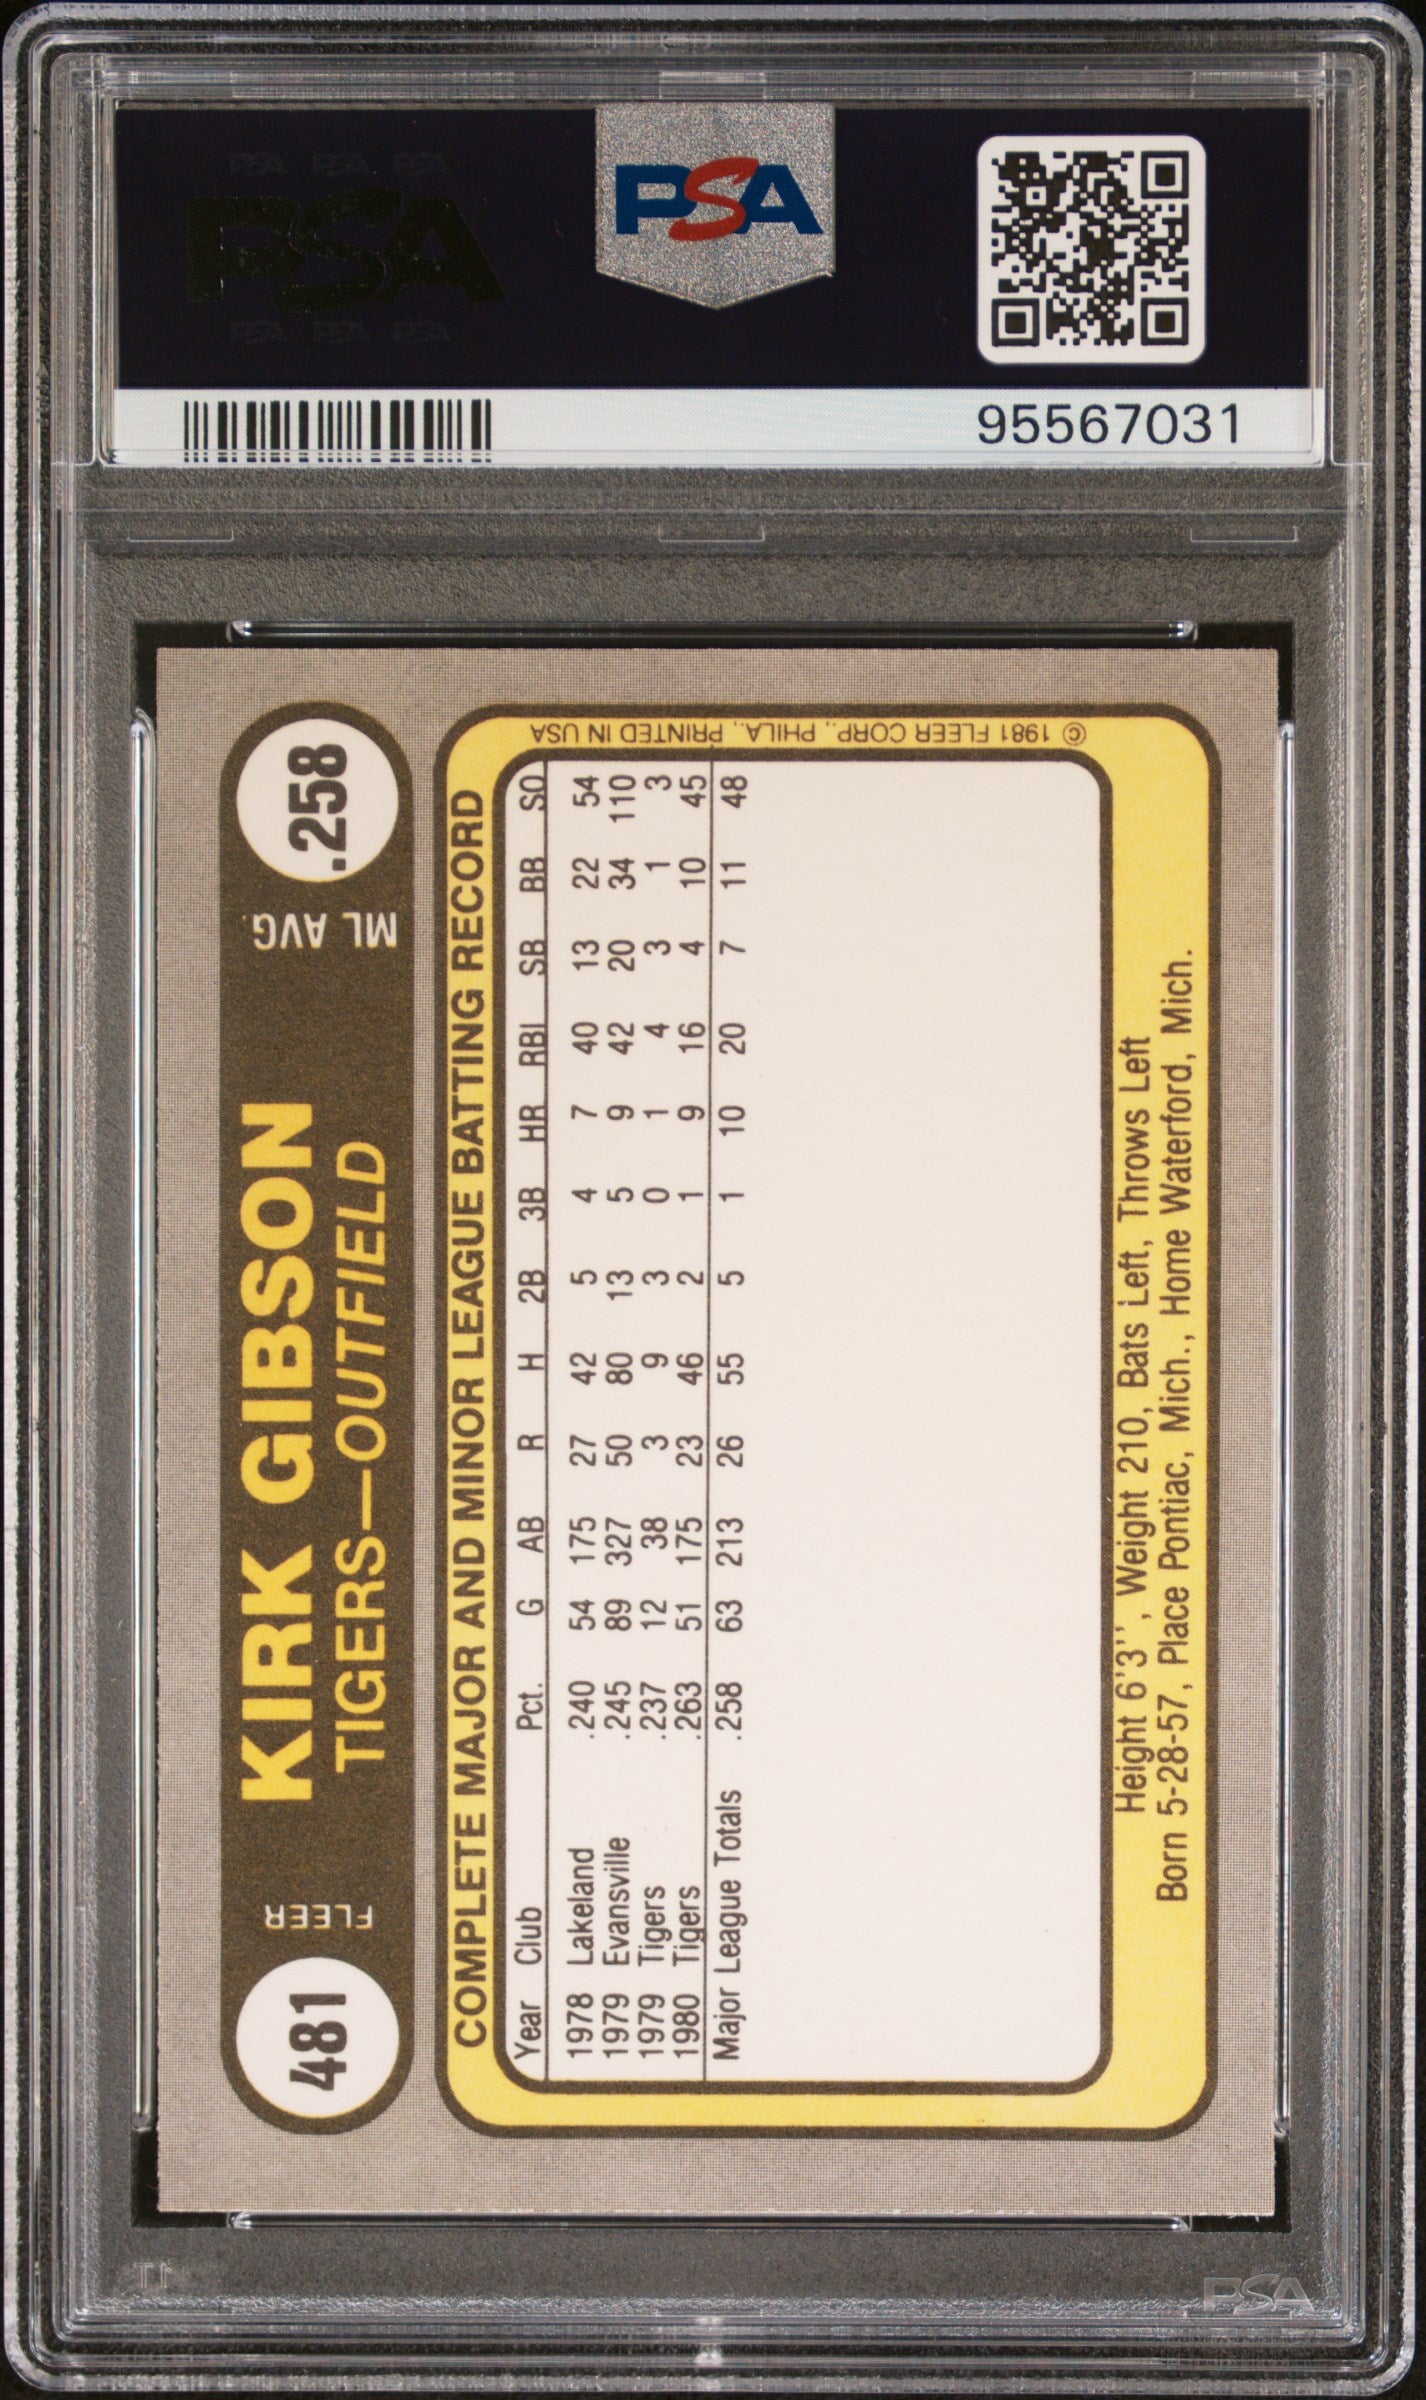 PSA PSA PSA
PSA
PSA PSA PSA
PSA
95567031
481
FLEER
KIRK GIBSON
TIGERS—OUTFIELD
ML AVG.
.258
COMPLETE MAJOR AND MINOR LEAGUE BATTING RECORD
Year Club Pct. G AB R H 2B 3B HR RBI SB BB SO
1978 Lakeland .240 54 175 27 42 5 4 7 40 13 22 54
1979 Evansville .245 89 327 50 80 13 5 9 42 20 34 110
1979 Tigers .237 12 38 3 9 3 0 1 4 3 1 3
1980 Tigers .263 51 175 23 46 2 1 9 16 4 10 45
Major League Totals .258 63 213 26 55 5 1 10 20 7 11 48
© 1981 FLEER CORP., PHILA., PRINTED IN USA
Height 6'3'', Weight 210, Bats Left, Throws Left
Born 5-28-57, Place Pontiac, Mich., Home Waterford, Mich.
PSA